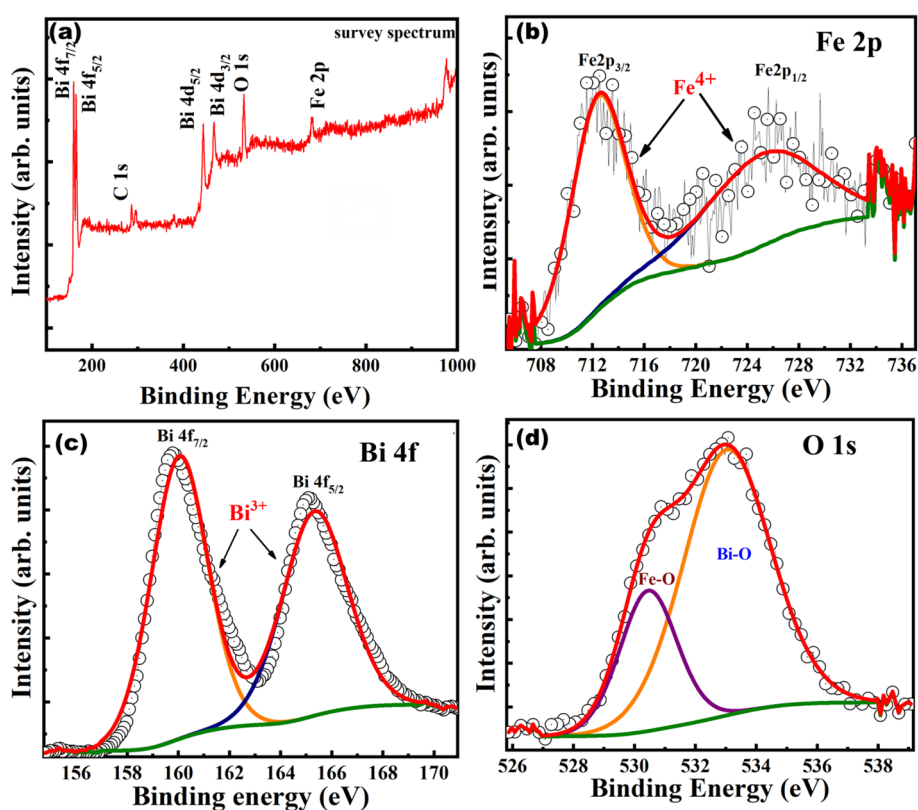 (a)
survey spectrum
Bi 4f7/2
Bi 4f5/2
C 1s
Bi 4d5/2
Bi 4d3/2
O 1s
Fe 2p
Intensity (arb. units)
200 400 600 800 1000
Binding Energy (eV)
(b)
Fe 2p
Fe2p3/2
Fe4+
Fe2p1/2
Intensity (arb. units)
708 712 716 720 724 728 732 736
Binding Energy (eV)
(c)
Bi 4f7/2
Bi 4f
Bi 4f5/2
Bi3+
Intensity (arb. units)
156 158 160 162 164 166 168 170
Binding energy (eV)
(d)
O 1s
Bi-O
Fe-O
Intensity (arb. units)
526 528 530 533 534 536 538
Binding Energy (eV)